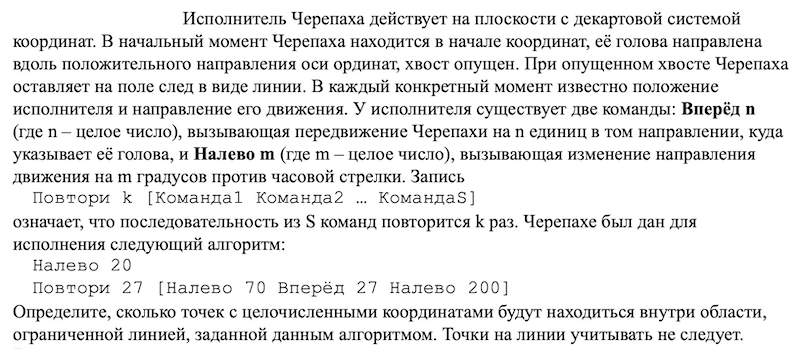 Исполнитель Черепаха действует на плоскости с декартовой системой
координат. В начальный момент Черепаха находится в начале координат, её голова направлена
вдоль положительного направления оси ординат, хвост опущен. При опущенном хвосте Черепаха
оставляет на поле след в виде линии. В каждый конкретный момент известно положение
исполнителя и направление его движения. У исполнителя существует две команды: Вперёд n
(где n – целое число), вызывающая передвижение Черепахи на n единиц в том направлении, куда
указывает её голова, и Налево m (где m – целое число), вызывающая изменение направления
движения на m градусов против часовой стрелки. Запись
Повтори k [Команда1 Команда2 … КомандаS]
означает, что последовательность из S команд повторится k раз. Черепахе был дан для
исполнения следующий алгоритм:
Налево 20
Повтори 27 [Налево 70 Вперёд 27 Налево 200]
Определите, сколько точек с целочисленными координатами будут находиться внутри области,
ограниченной линией, заданной данным алгоритмом. Точки на линии учитывать не следует.